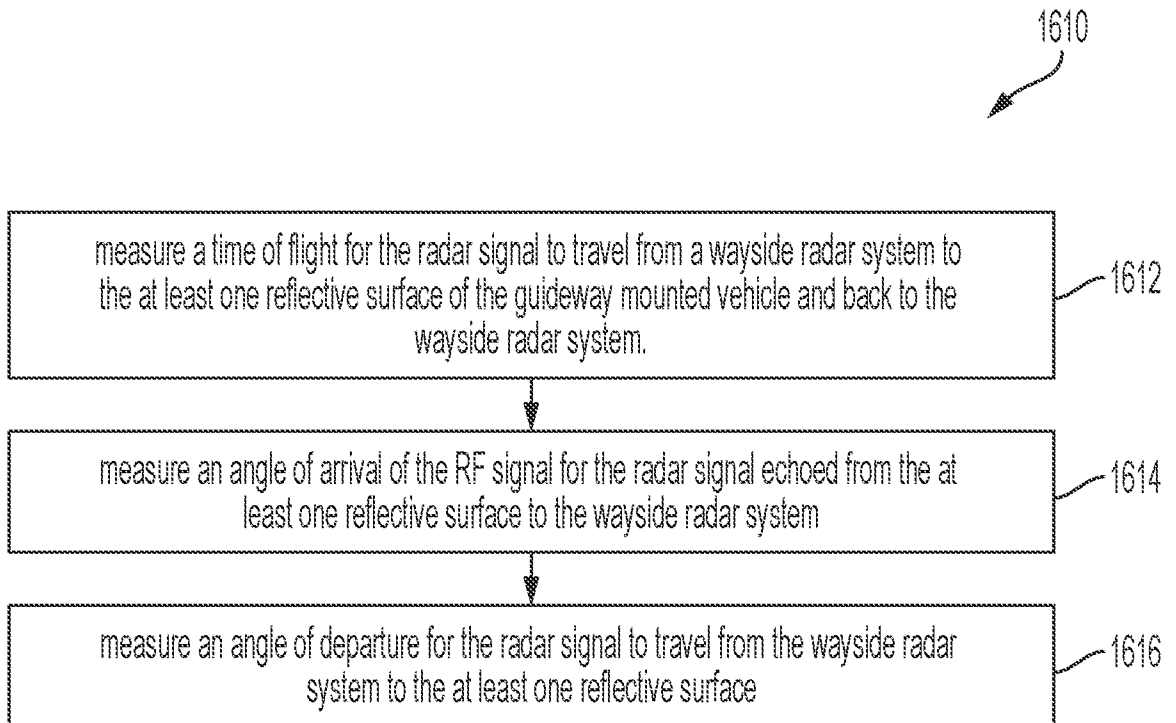 1610
measure a time of flight for the radar signal to travel from a wayside radar system to
the at least one reflective surface of the guideway mounted vehicle and back to the
wayside radar system.
1612
measure an angle of arrival of the RF signal for the radar signal echoed from the at
least one reflective surface to the wayside radar system
1614
measure an angle of departure for the radar signal to travel from the wayside radar
system to the at least one reflective surface
1616